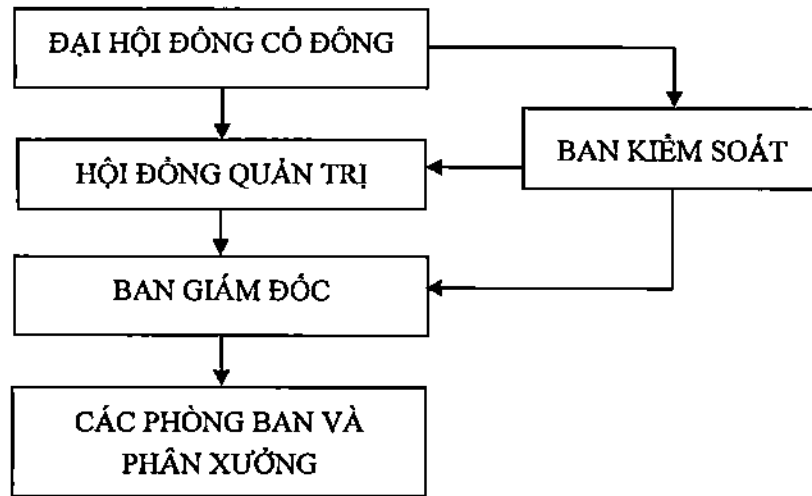 ĐẠI HỘI ĐỒNG CỔ ĐÔNG
BAN KIỂM SOÁT
HỘI ĐỒNG QUẢN TRỊ
BAN GIÁM ĐỐC
CÁC PHÒNG BAN VÀ
PHÂN XƯỞNG